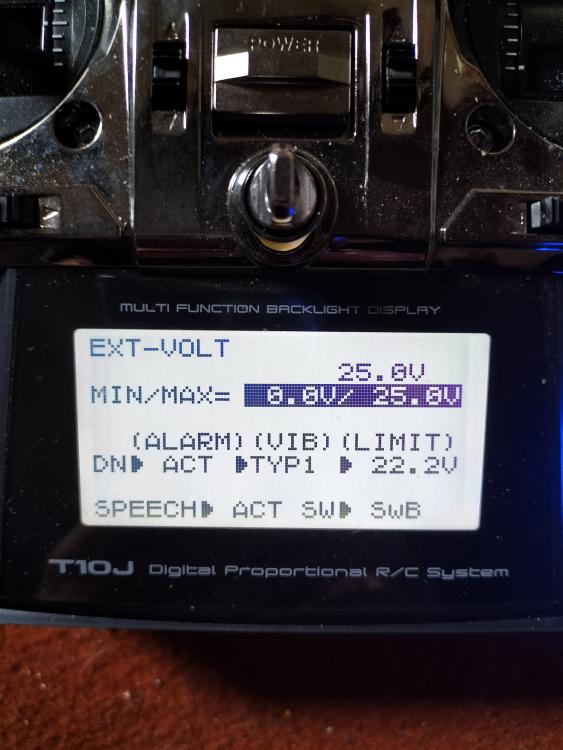 POWER
MULTI FUNCTION BACKLIGHT DISPLAY
EXT-VOLT
25.0V
MIN/MAX= 0.0V/ 25.0V
(ALARM)(VIB)(LIMIT)
DN▶ ACT ▶TYP1 ▶ 22.2V
SPEECH▶ ACT SW▶ SwB
T10J Digital Proportional R/C System